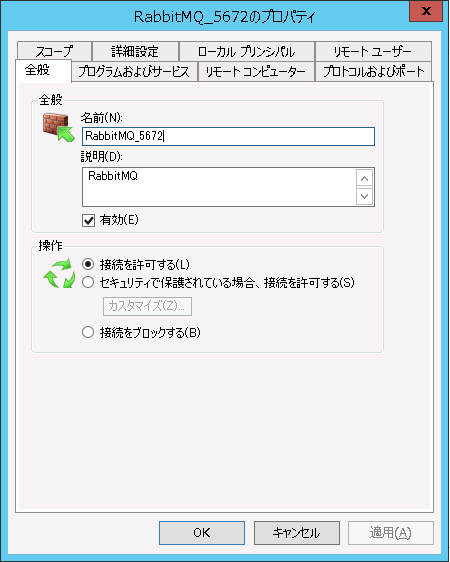 RabbitMQ_5672のプロパティ
x
スコープ 詳細設定 ローカル プリンシパル リモート ユーザー
全般 プログラムおよびサービス リモート コンピューター プロトコルおよびポート
全般
名前(N):
RabbitMQ_5672
説明(D):
RabbitMQ
有効(E)
操作
接続を許可する(L)
セキュリティで保護されている場合、接続を許可する(S)
カスタマイズ(Z)...
接続をブロックする(B)
OK キャンセル 適用(A)